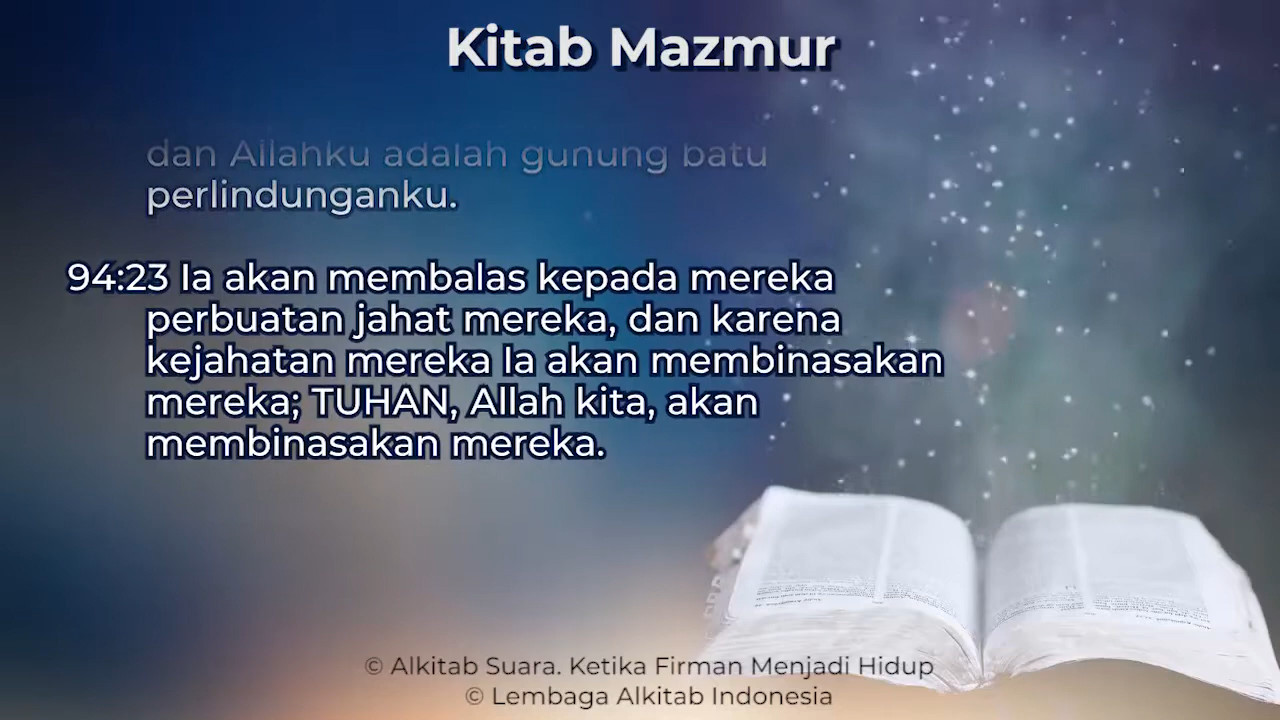 Kitab Mazmur
dan Allahku adalah gunung batu
perlindunganku.
94:23 Ia akan membalas kepada mereka
perbuatan jahat mereka, dan karena
kejahatan mereka Ia akan membinasakan
mereka; TUHAN, Allah kita, akan
membinasakan mereka.
© Alkitab Suara. Ketika Firman Menjadi Hidup
© Lembaga Alkitab Indonesia